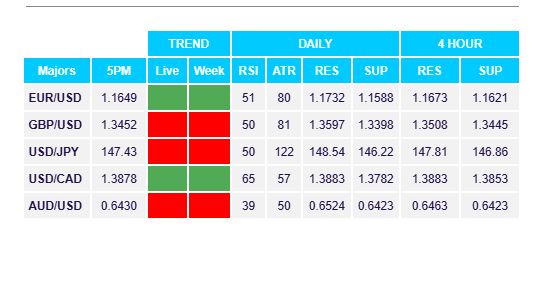 TREND DAILY 4 HOUR
Majors 5PM Live Week RSI ATR RES SUP RES SUP
EUR/USD 1.1649 51 80 1.1732 1.1588 1.1673 1.1621
GBP/USD 1.3452 50 81 1.3597 1.3398 1.3508 1.3445
USD/JPY 147.43 50 122 148.54 146.22 147.81 146.86
USD/CAD 1.3878 65 57 1.3883 1.3782 1.3883 1.3853
AUD/USD 0.6430 39 50 0.6524 0.6423 0.6463 0.6423